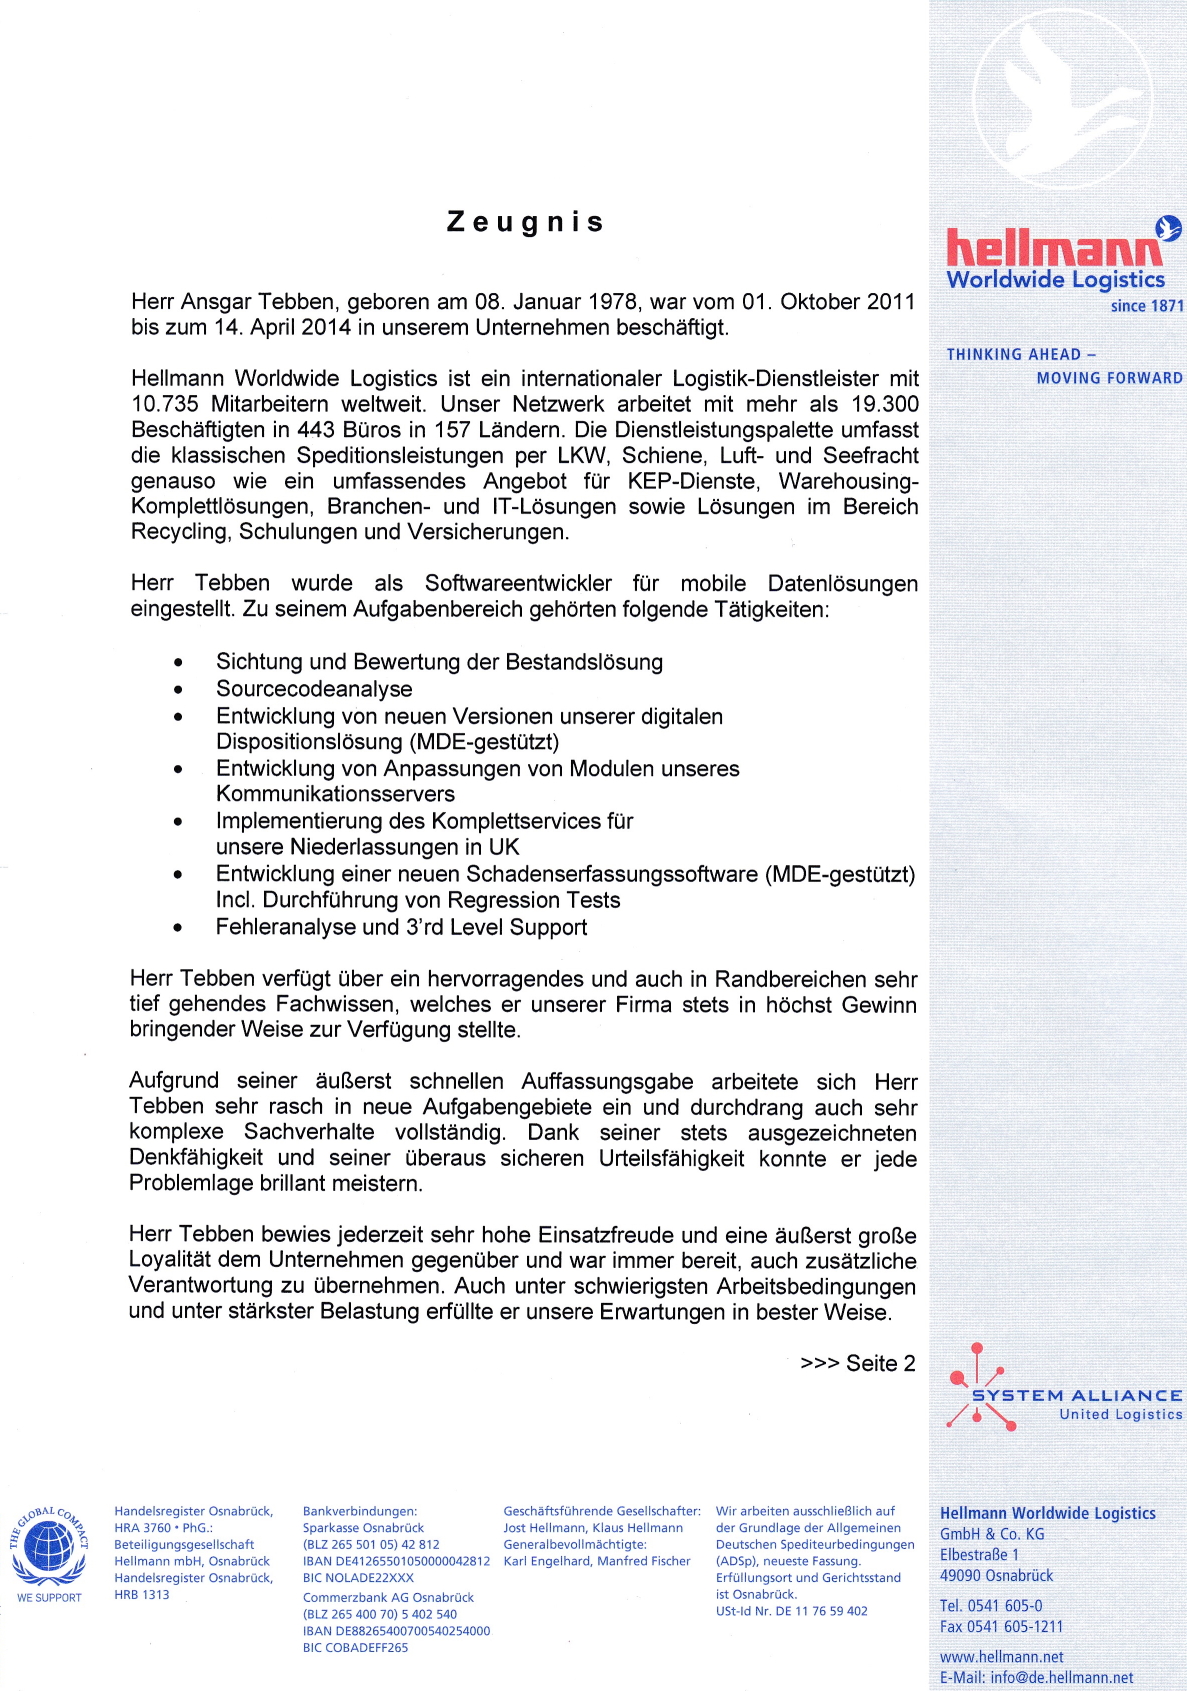 Zeugnis
Herr Ansgar Tebben, geboren am 08. Januar 1978, war vom 01. Oktober 2011
bis zum 14. April 2014 in unserem Unternehmen beschäftigt.
Hellmann Worldwide Logistics ist ein internationaler Logistik-Dienstleister mit
10.735 Mitarbeitern weltweit. Unser Netzwerk arbeitet mit mehr als 19.300
Beschäftigten in 443 Büros in 157 Ländern. Die Dienstleistungspalette umfasst
die klassischen Speditionsleistungen per LKW, Schiene, Luft- und Seefracht
genauso wie ein umfassendes Angebot für KEP-Dienste, Warehousing-
Komplettlösungen, Branchen- und IT-Lösungen sowie Lösungen im Bereich
Recycling, Schulungen und Versicherungen.
Herr Tebben wurde als Softwareentwickler für mobile Datenlösungen
eingestellt. Zu seinem Aufgabenbereich gehörten folgende Tätigkeiten:
• Sichtung und Bewertung der Bestandslösung
• Sourcecodeanalyse
• Entwicklung von neuen Versionen unserer digitalen
Dispositionslösung (MDE-gestützt)
• Entwicklung von Anpassungen von Modulen unseres
Kommunikationsservers
• Implementierung des Komplettservices für
unsere Niederlassungen in UK
• Entwicklung einer neuen Schadenserfassungssoftware (MDE-gestützt)
Incl. Durchführung von Regression Tests
• Fehleranalyse und 3’rd Level Support
Herr Tebben verfügt über ein hervorragendes und auch in Randbereichen sehr
tief gehendes Fachwissen, welches er unserer Firma stets in höchst Gewinn
bringender Weise zur Verfügung stellte.
Aufgrund seiner äußerst schnellen Auffassungsgabe arbeitete sich Herr
Tebben sehr rasch in neue Aufgabengebiete ein und durchdrang auch sehr
komplexe Sachverhalte vollständig. Dank seiner stets ausgezeichneten
Denkfähigkeit und seiner überaus sicheren Urteilsfähigkeit konnte er jede
Problemlage brillant meistern.
Herr Tebben bewies jederzeit sehr hohe Einsatzfreude und eine äußerst große
Loyalität dem Unternehmen gegenüber und war immer bereit, auch zusätzliche
Verantwortung zu übernehmen. Auch unter schwierigsten Arbeitsbedingungen
und unter stärkster Belastung erfüllte er unsere Erwartungen in bester Weise.
>>> Seite 2
hellmann
Worldwide Logistics
since 1871
THINKING AHEAD –
MOVING FORWARD
SYSTEM ALLIANCE
United Logistics
THE GLOBAL COMPACT
WE SUPPORT
Handelsregister Osnabrück,
HRA 3760 • PhG.:
Beteiligungsgesellschaft
Hellmann mbH, Osnabrück
Handelsregister Osnabrück,
HRB 1313
Bankverbindungen:
Sparkasse Osnabrück
(BLZ 265 501 05) 42 812
IBAN DE41265501050000042812
BIC NOLADE22XXX
Commerzbank AG Osnabrück
(BLZ 265 400 70) 5 402 540
IBAN DE88265400700540254000
BIC COBADEFF265
Geschäftsführende Gesellschafter:
Jost Hellmann, Klaus Hellmann
Generalbevollmächtigte:
Karl Engelhard, Manfred Fischer
Wir arbeiten ausschließlich auf
der Grundlage der Allgemeinen
Deutschen Spediteurbedingungen
(ADSp), neueste Fassung.
Erfüllungsort und Gerichtsstand
ist Osnabrück.
USt-Id Nr. DE 11 76 59 402
Hellmann Worldwide Logistics
GmbH & Co. KG
Elbestraße 1
49090 Osnabrück
Tel. 0541 605-0
Fax 0541 605-1211
www.hellmann.net
E-Mail: info@de.hellmann.net